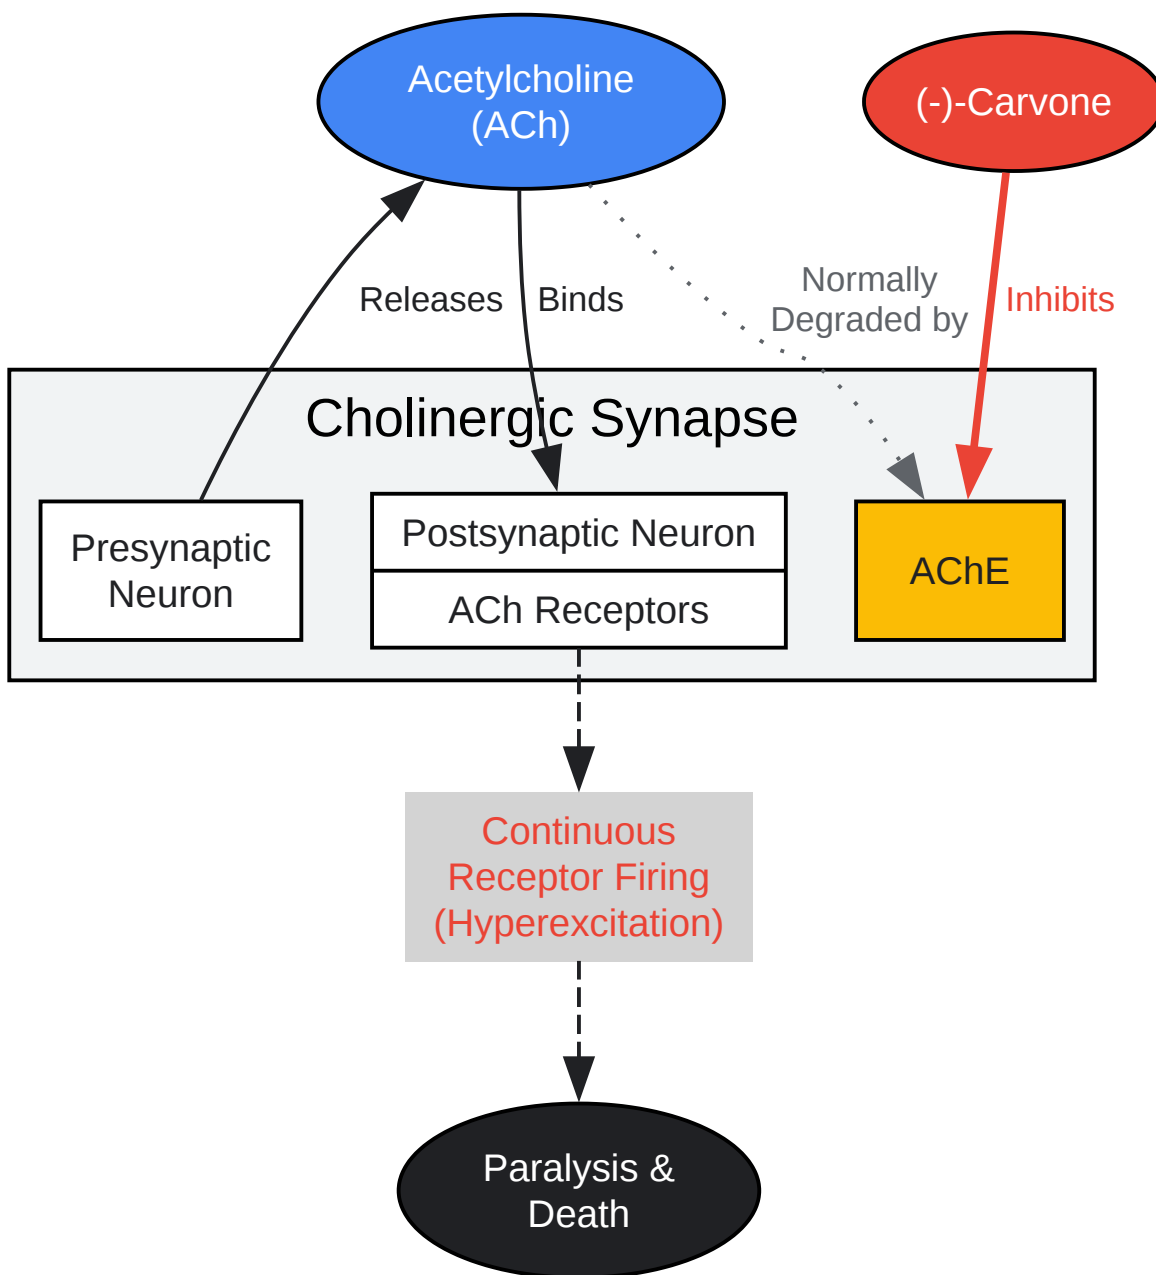 Acetylcholine
(ACh)
(-)-Carvone
Releases
Binds
Normally
Degraded by
Inhibits
Cholinergic Synapse
Presynaptic
Neuron
Postsynaptic Neuron
ACh Receptors
AChE
Continuous
Receptor Firing
(Hyperexcitation)
Paralysis &
Death